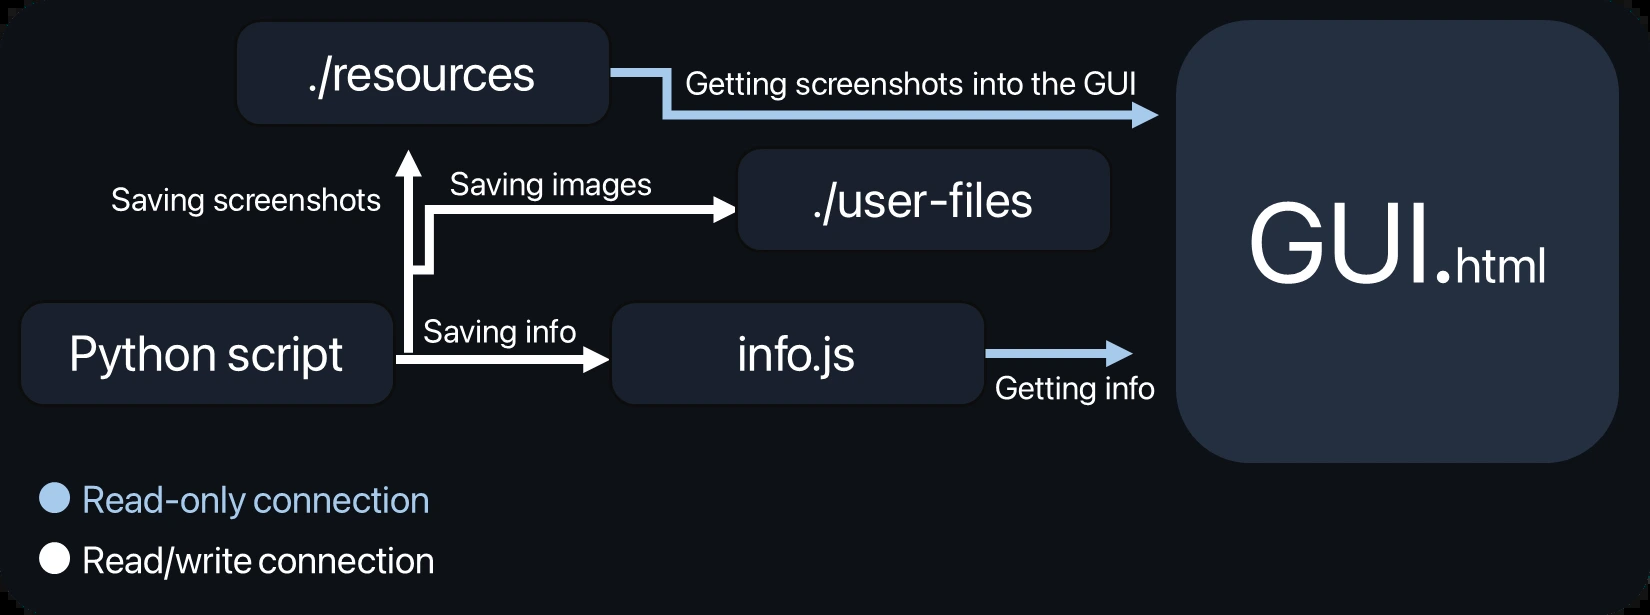 ./resources
Getting screenshots into the GUI
Saving screenshots
Saving images
./user-files
GUI.html
Python script
Saving info
info.js
Getting info
Read-only connection
Read/write connection